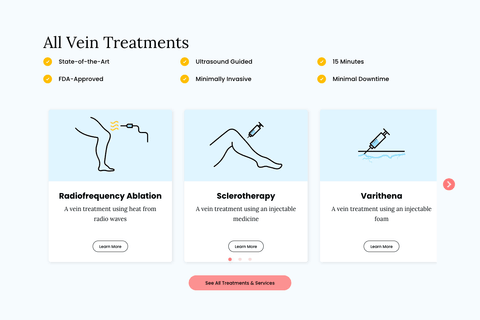 All Vein Treatments
State-of-the-Art
Ultrasound Guided
15 Minutes
FDA-Approved
Minimally Invasive
Minimal Downtime
Radiofrequency Ablation
A vein treatment using heat from
radio waves
Learn More
Sclerotherapy
A vein treatment using an injectable
medicine
Learn More
Varithena
A vein treatment using an injectable
foam
Learn More
See All Treatments & Services